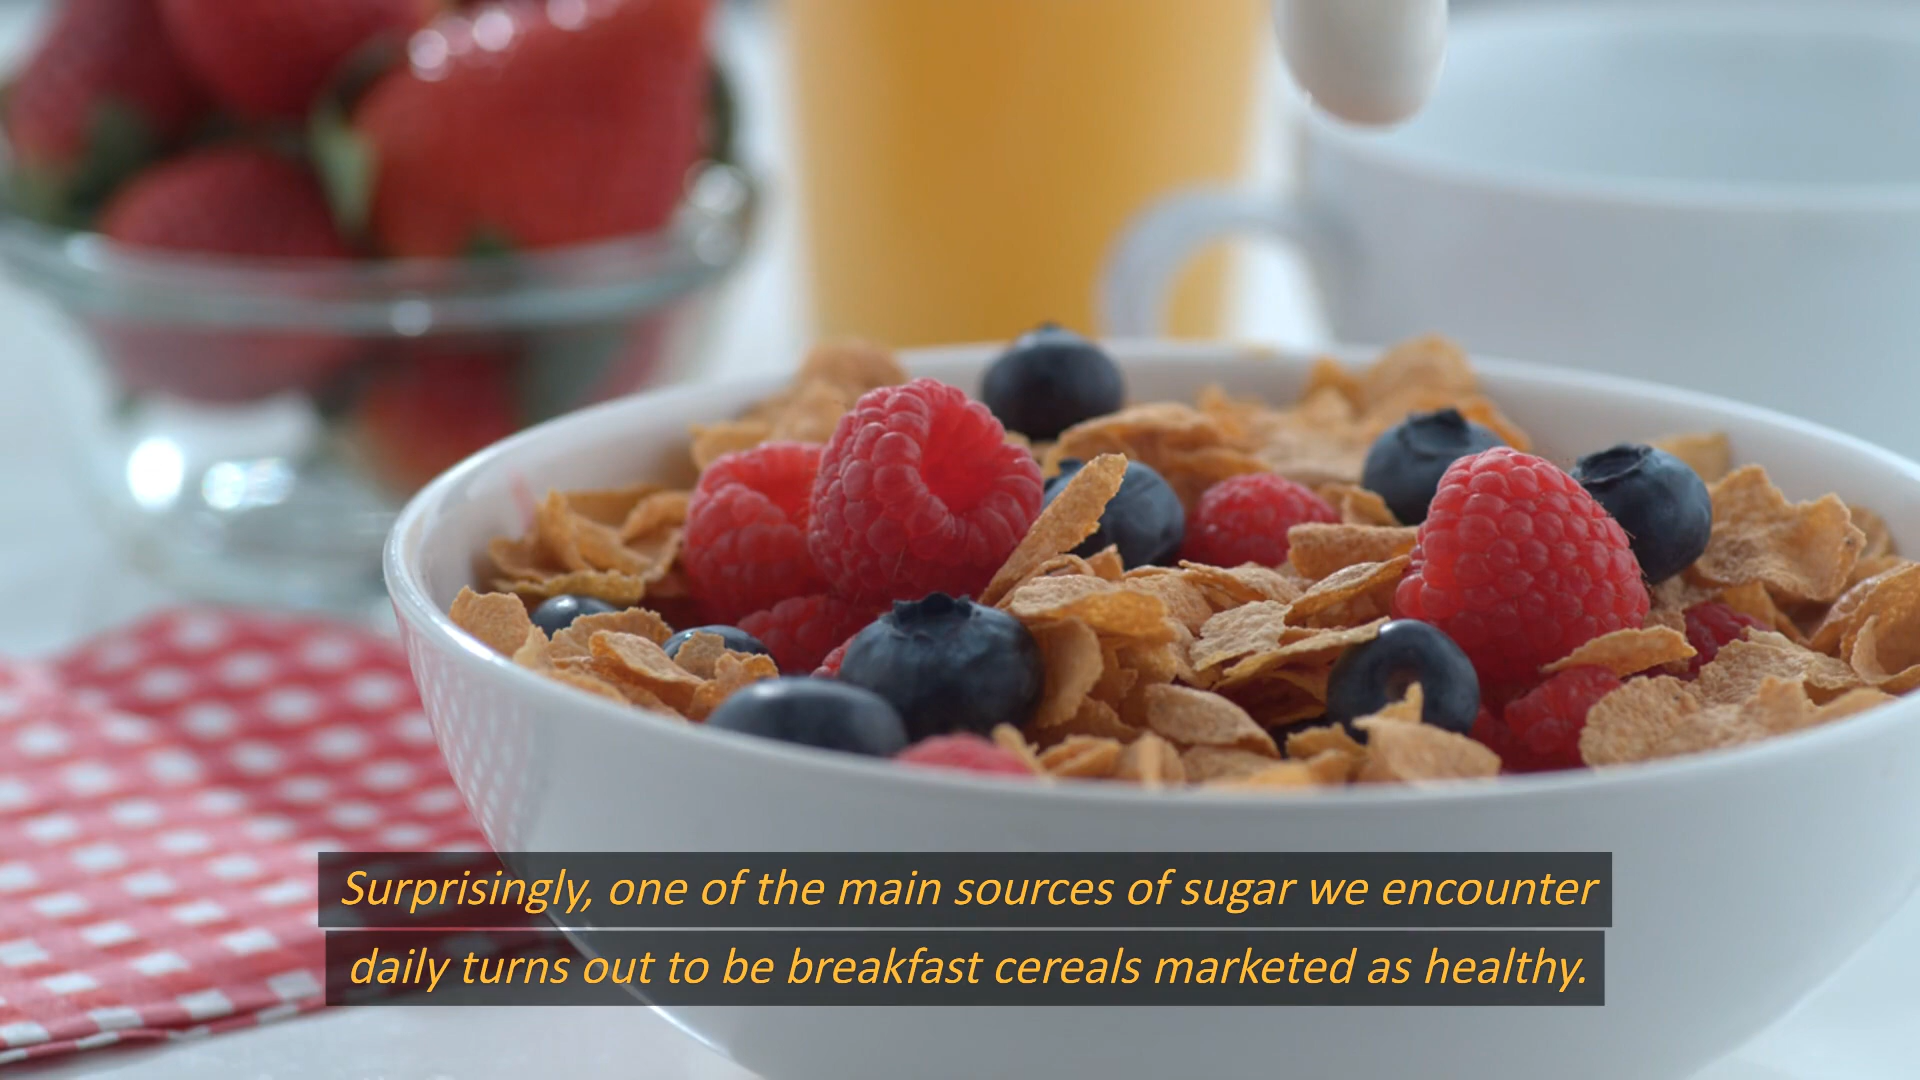 Surprisingly, one of the main sources of sugar we encounter
daily turns out to be breakfast cereals marketed as healthy.